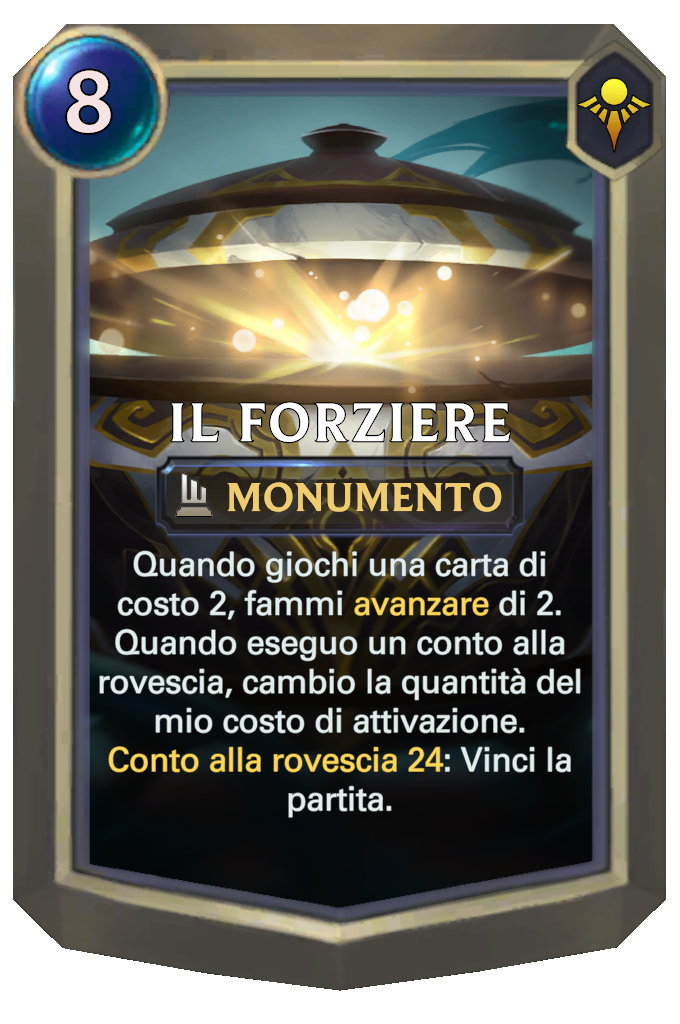 8
IL FORZIERE
MONUMENTO
Quando giochi una carta di
costo 2, fammi avanzare di 2.
Quando eseguo un conto alla
rovescia, cambio la quantità del
mio costo di attivazione.
Conto alla rovescia 24: Vinci la
partita.